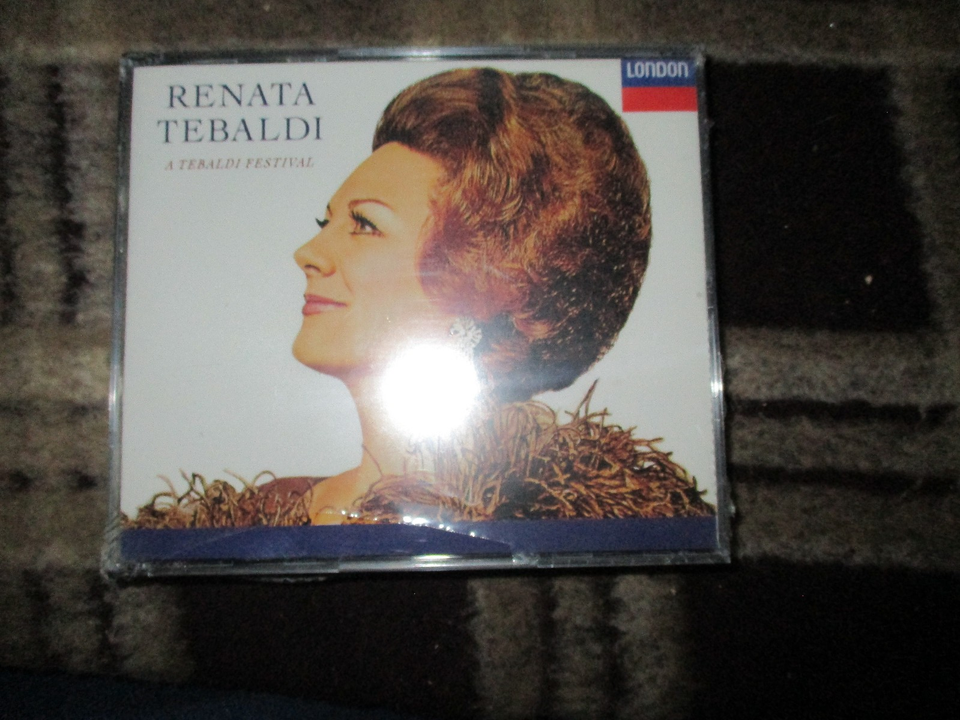 RENATA
TEBALDI
A TEBALDI FESTIVAL
LONDON